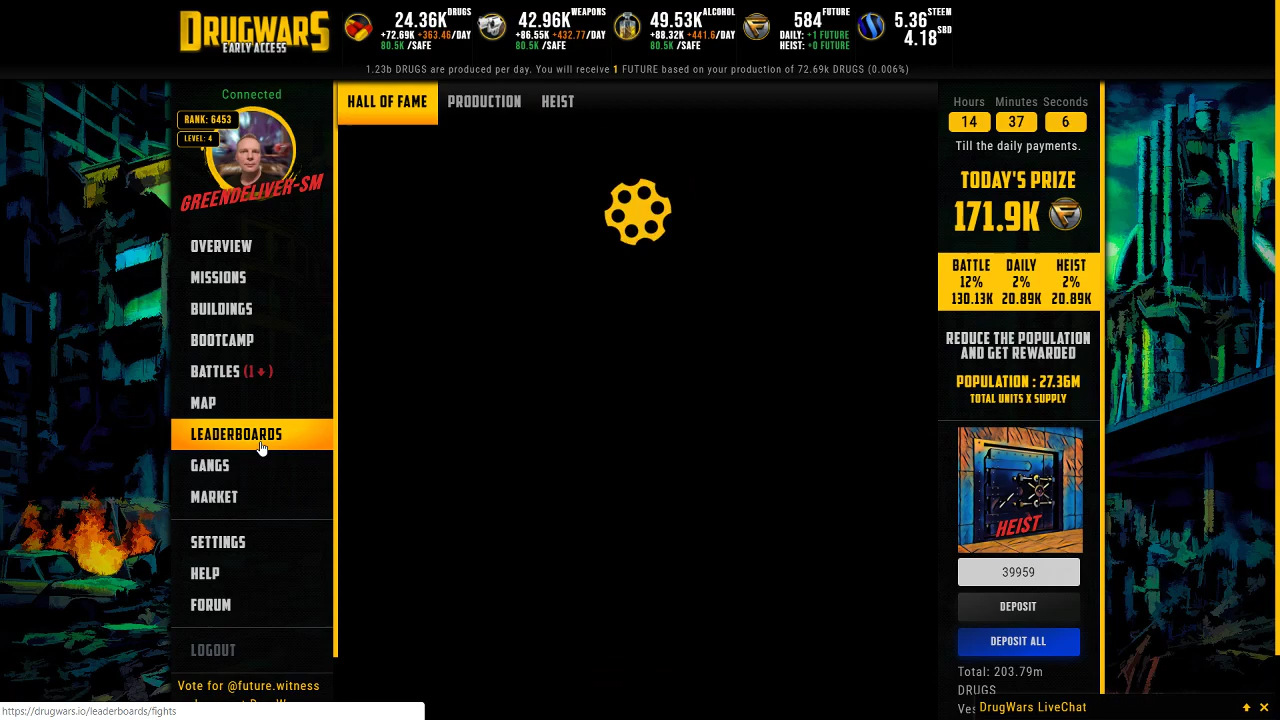 DRUGWARS
EARLY ACCESS
24.36K DRUGS
+72.69K +363.46/DAY
80.5K /SAFE
42.96K WEAPONS
+86.55K +432.77/DAY
80.5K /SAFE
49.53K ALCOHOL
+88.32K +441.6/DAY
80.5K /SAFE
584 FUTURE
DAILY: +1 FUTURE
HEIST: +0 FUTURE
5.36 STEEM
4.18 SBD
1.23b DRUGS are produced per day. You will receive 1 FUTURE based on your production of 72.69k DRUGS (0.006%)
Connected
RANK: 6453
LEVEL: 4
GREENDELIVER-SM
OVERVIEW
MISSIONS
BUILDINGS
BOOTCAMP
BATTLES (1 )
MAP
LEADERBOARDS
GANGS
MARKET
SETTINGS
HELP
FORUM
LOGOUT
Vote for @future.witness
https://drugwars.io/leaderboards/fights
HALL OF FAME PRODUCTION HEIST
Hours Minutes Seconds
14 37 6
Till the daily payments.
TODAY'S PRIZE
171.9K
BATTLE DAILY HEIST
12% 2% 2%
130.13K 20.89K 20.89K
REDUCE THE POPULATION
AND GET REWARDED
POPULATION : 27.36M
TOTAL UNITS X SUPPLY
HEIST
39959
DEPOSIT
DEPOSIT ALL
Total: 203.79m
DRUGS
DrugWars LiveChat